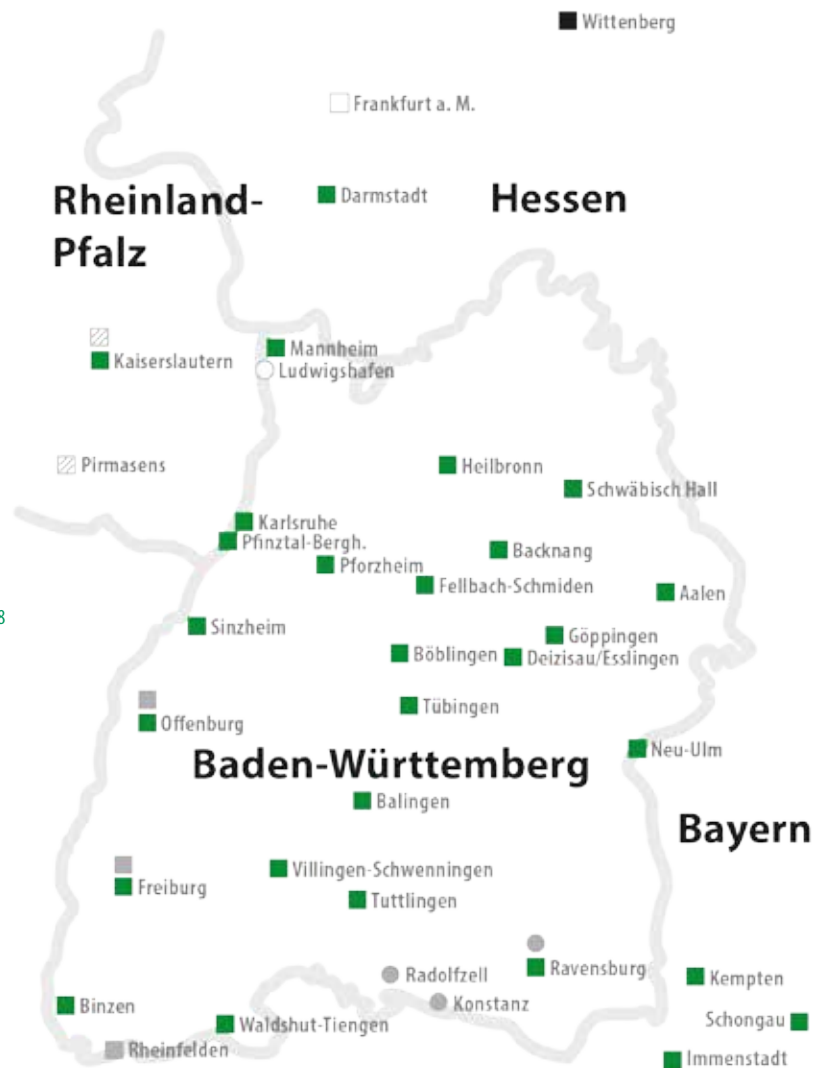 Wittenberg
Frankfurt a. M.
Rheinland-
Pfalz
Hessen
Darmstadt
Mannheim
Kaiserslautern
Ludwigshafen
Pirmasens
Heilbronn
Schwäbisch Hall
Karlsruhe
Pfinztal-Bergh.
Backnang
Pforzheim
Fellbach-Schmiden
Aalen
8
Sinzheim
Göppingen
Böblingen
Deizisau/Esslingen
Tübingen
Offenburg
Neu-Ulm
Baden-Württemberg
Balingen
Bayern
Villingen-Schwenningen
Freiburg
Tuttlingen
Ravensburg
Radolfzell
Kempten
Konstanz
Binzen
Schongau
Waldshut-Tiengen
Rheinfelden
Immenstadt